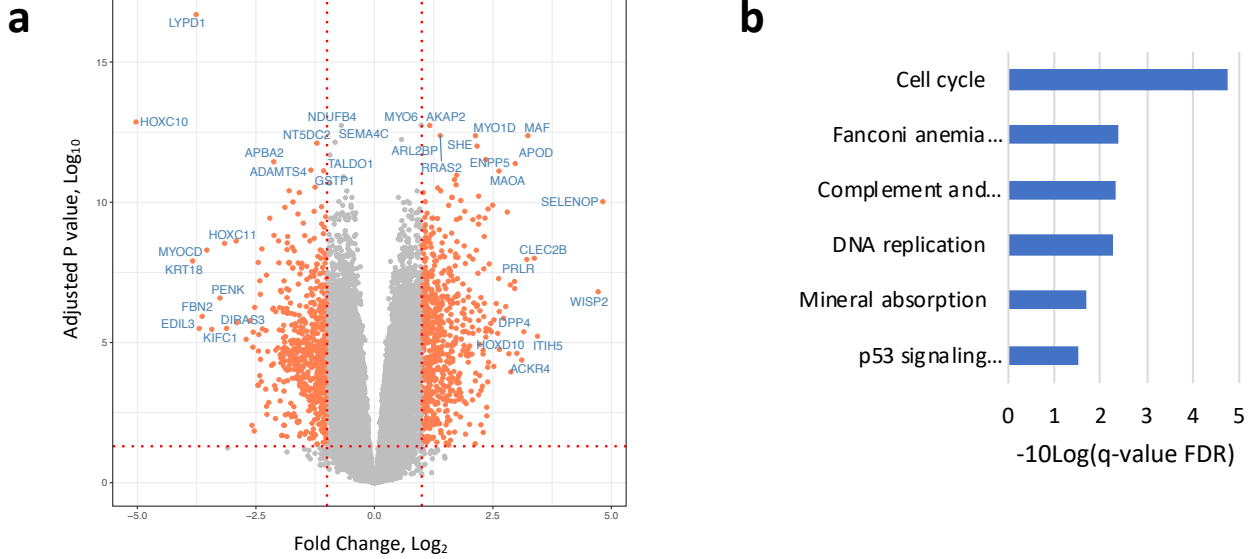 a
LYPD1
15
HOXC10
NDUFB4
MYO6
AKAP2
NT5DC2
SEMA4C
MYO1D
MAF
ARL2BP
SHE
APBA2
TALDO1
RRAS2
ENPP5
APOD
ADAMTS4
GSTP1
MAOA
10
SELENOP
HOXC11
MYOCD
CLEC2B
KRT18
PRLR
PENK
WISP2
FBN2
EDIL3
DIRAS3
DPP4
KIFC1
HOXD10
ITIH5
5
ACKR4
0
Adjusted P value, Log10
−5.0
−2.5
0.0
2.5
5.0
Fold Change, Log2
b
Cell cycle
Fanconi anemia...
Complement and...
DNA replication
Mineral absorption
p53 signaling...
0 1 2 3 4 5
-10Log(q-value FDR)